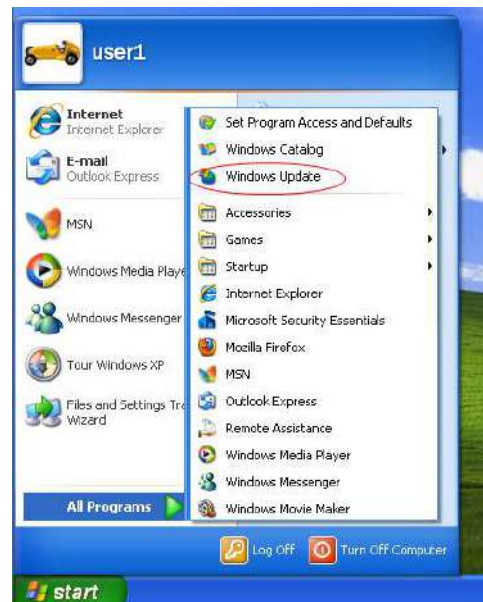 user1
Internet
Internet Explorer
E-mail
Outlook Express
MSN
Windows Media Playe
Windows Messenger
Tour Windows XP
Files and Settings Tra
Wizard
All Programs
Set Program Access and Defaults
Windows Catalog
Windows Update
Accessories
Games
Startup
Internet Explorer
Microsoft Security Essentials
Mozilla Firefox
MSN
Outlook Express
Remote Assistance
Windows Media Player
Windows Messenger
Windows Movie Maker
Log Off
Turn Off Computer
start